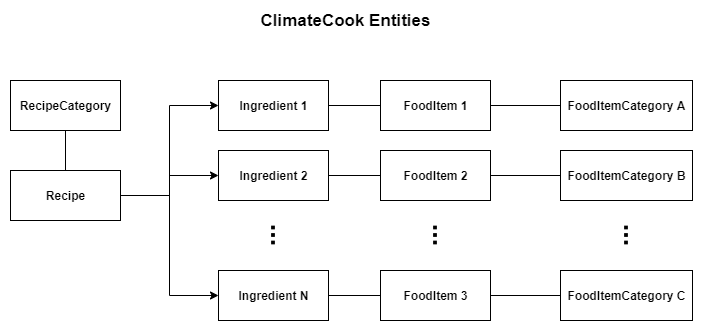 ClimateCook Entities
RecipeCategory
Ingredient 1
FoodItem 1
FoodItemCategory A
Recipe
Ingredient 2
FoodItem 2
FoodItemCategory B
Ingredient N
FoodItem 3
FoodItemCategory C